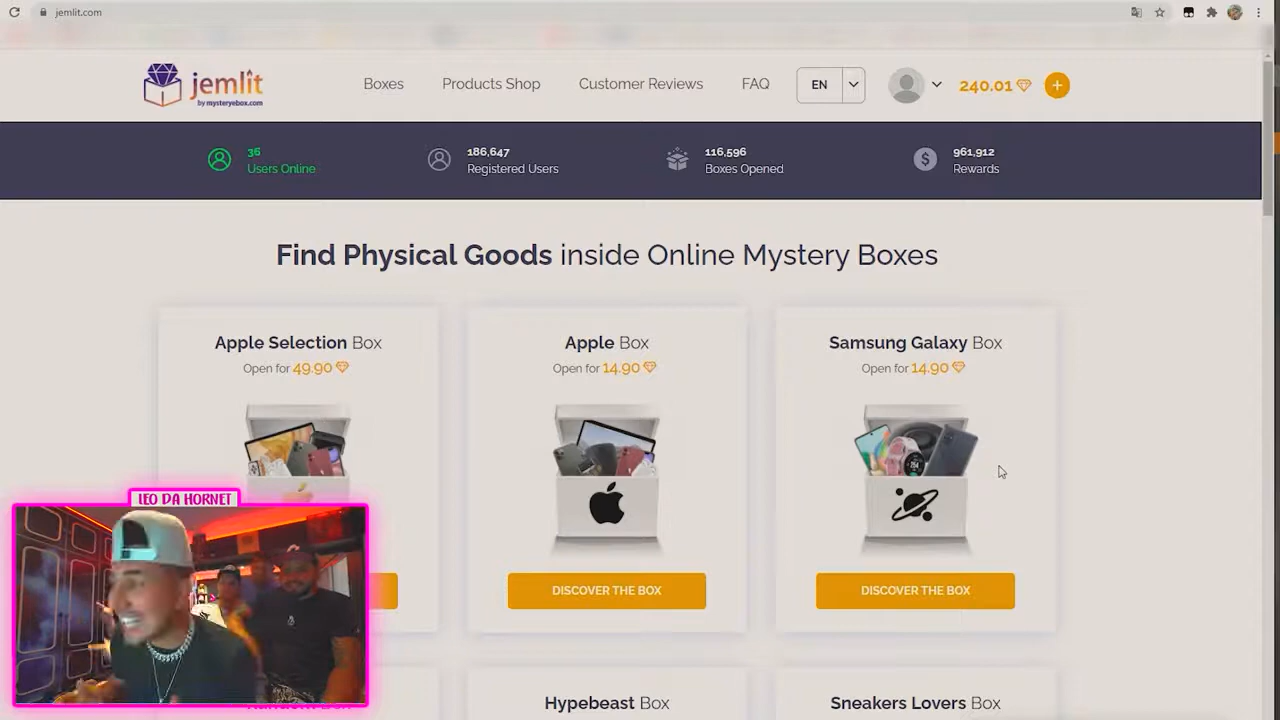 jemlit.com
jemlit
by mysteryebox.com
Boxes
Products Shop
Customer Reviews
FAQ
EN
240.01
+
36
Users Online
186,647
Registered Users
116,596
Boxes Opened
961,912
Rewards
Find Physical Goods inside Online Mystery Boxes
Apple Selection Box
Open for 49.90
Apple Box
Open for 14.90
Samsung Galaxy Box
Open for 14.90
DISCOVER THE BOX
DISCOVER THE BOX
LEO DA HORNET
Hypebeast Box
Sneakers Lovers Box